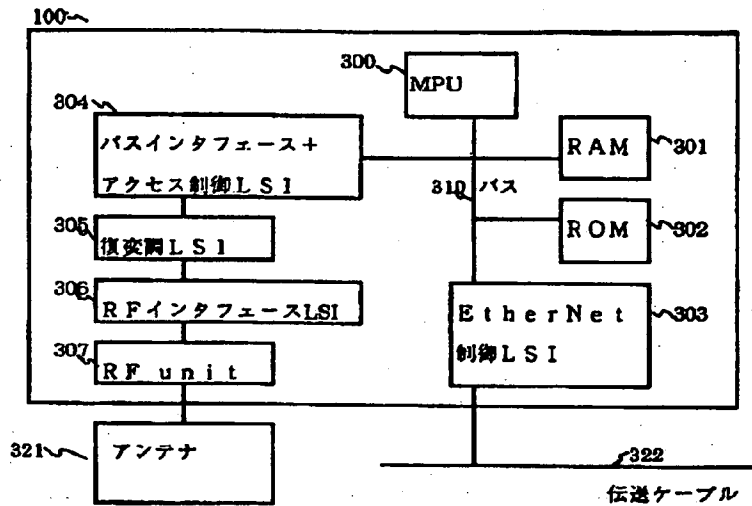 100
300
MPU
304
バスインタフェース+
アクセス制御LSI
RAM
301
310 バス
305
復変調LSI
ROM
302
306
RFインタフェースLSI
EtherNet
制御LSI
303
307
RF unit
321
アンテナ
322
伝送ケーブル